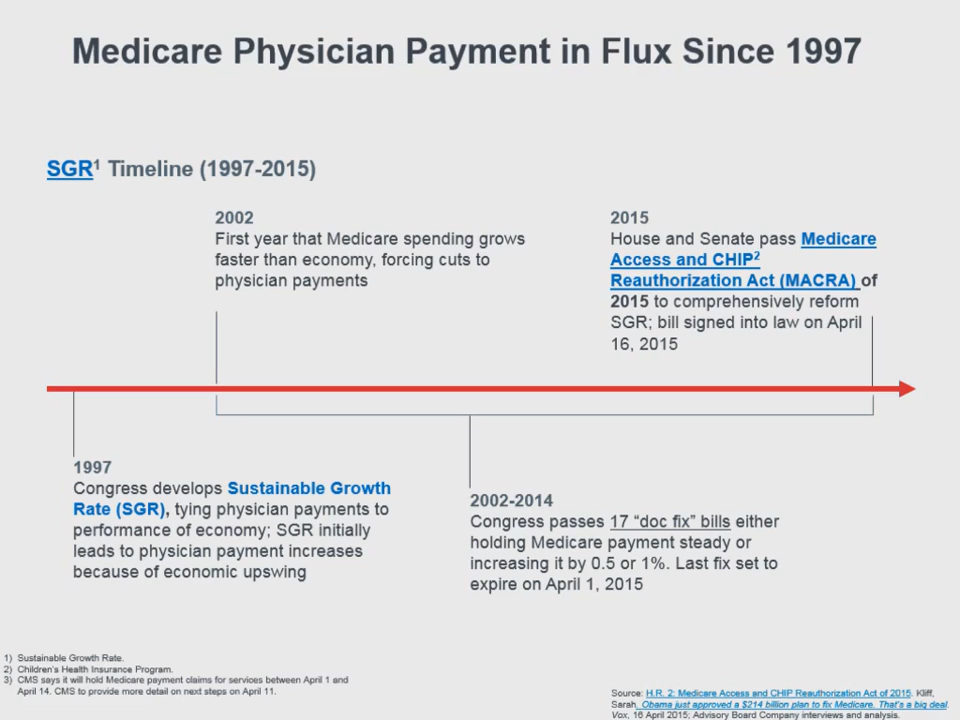 Medicare Physician Payment in Flux Since 1997
SGR¹ Timeline (1997-2015)
2002
First year that Medicare spending grows
faster than economy, forcing cuts to
physician payments
2015
House and Senate pass Medicare
Access and CHIP²
Reauthorization Act (MACRA) of
2015 to comprehensively reform
SGR; bill signed into law on April
16, 2015
1997
Congress develops Sustainable Growth
Rate (SGR), tying physician payments to
performance of economy; SGR initially
leads to physician payment increases
because of economic upswing
2002-2014
Congress passes 17 “doc fix” bills either
holding Medicare payment steady or
increasing it by 0.5 or 1%. Last fix set to
expire on April 1, 2015
1) Sustainable Growth Rate.
2) Children's Health Insurance Program.
3) CMS says it will hold Medicare payment claims for services between April 1 and
April 14. CMS to provide more detail on next steps on April 11.
Source: H.R. 2: Medicare Access and CHIP Reauthorization Act of 2015. Kliff,
Sarah, Obama just approved a $214 billion plan to fix Medicare. That's a big deal.
Vox, 16 April 2015; Advisory Board Company interviews and analysis.